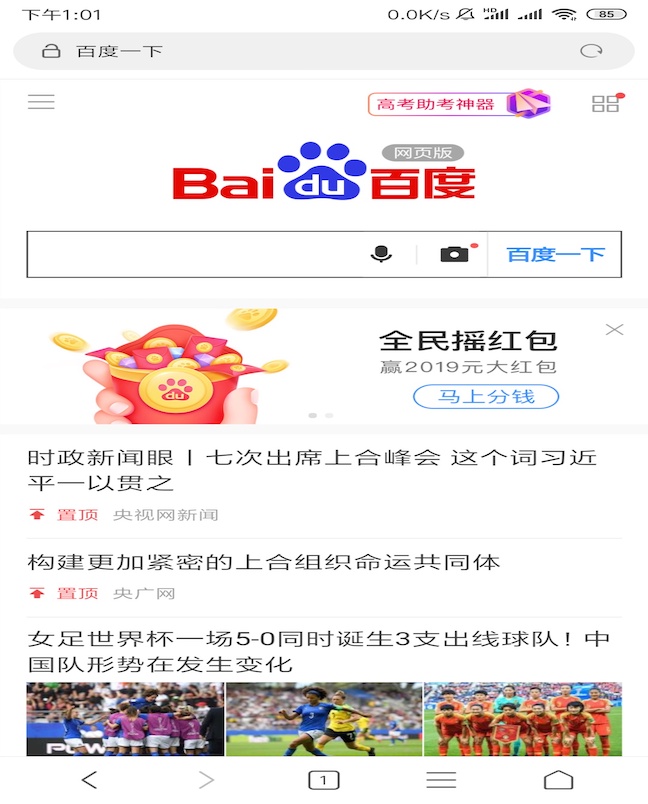 下午1:01
0.0K/s HD 85
百度一下
高考助考神器
网页版
Bai du 百度
百度一下
全民摇红包
赢2019元大红包
马上分钱
du
时政新闻眼丨七次出席上合峰会 这个词习近
平一以贯之
置顶 央视网新闻
构建更加紧密的上合组织命运共同体
置顶 央广网
女足世界杯一场5-0同时诞生3支出线球队！中
国队形势在发生变化
1